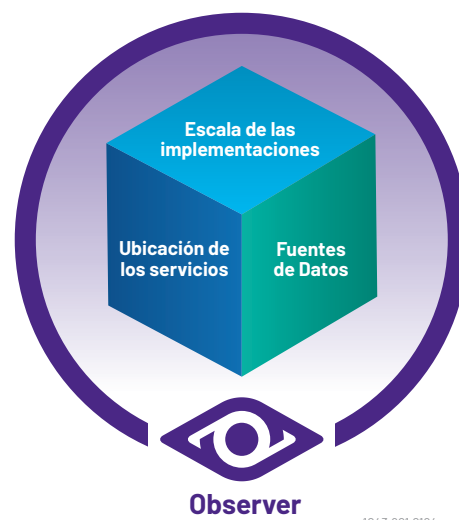 Escala de las
implementaciones
Ubicación de
los servicios
Fuentes
de Datos
Observer